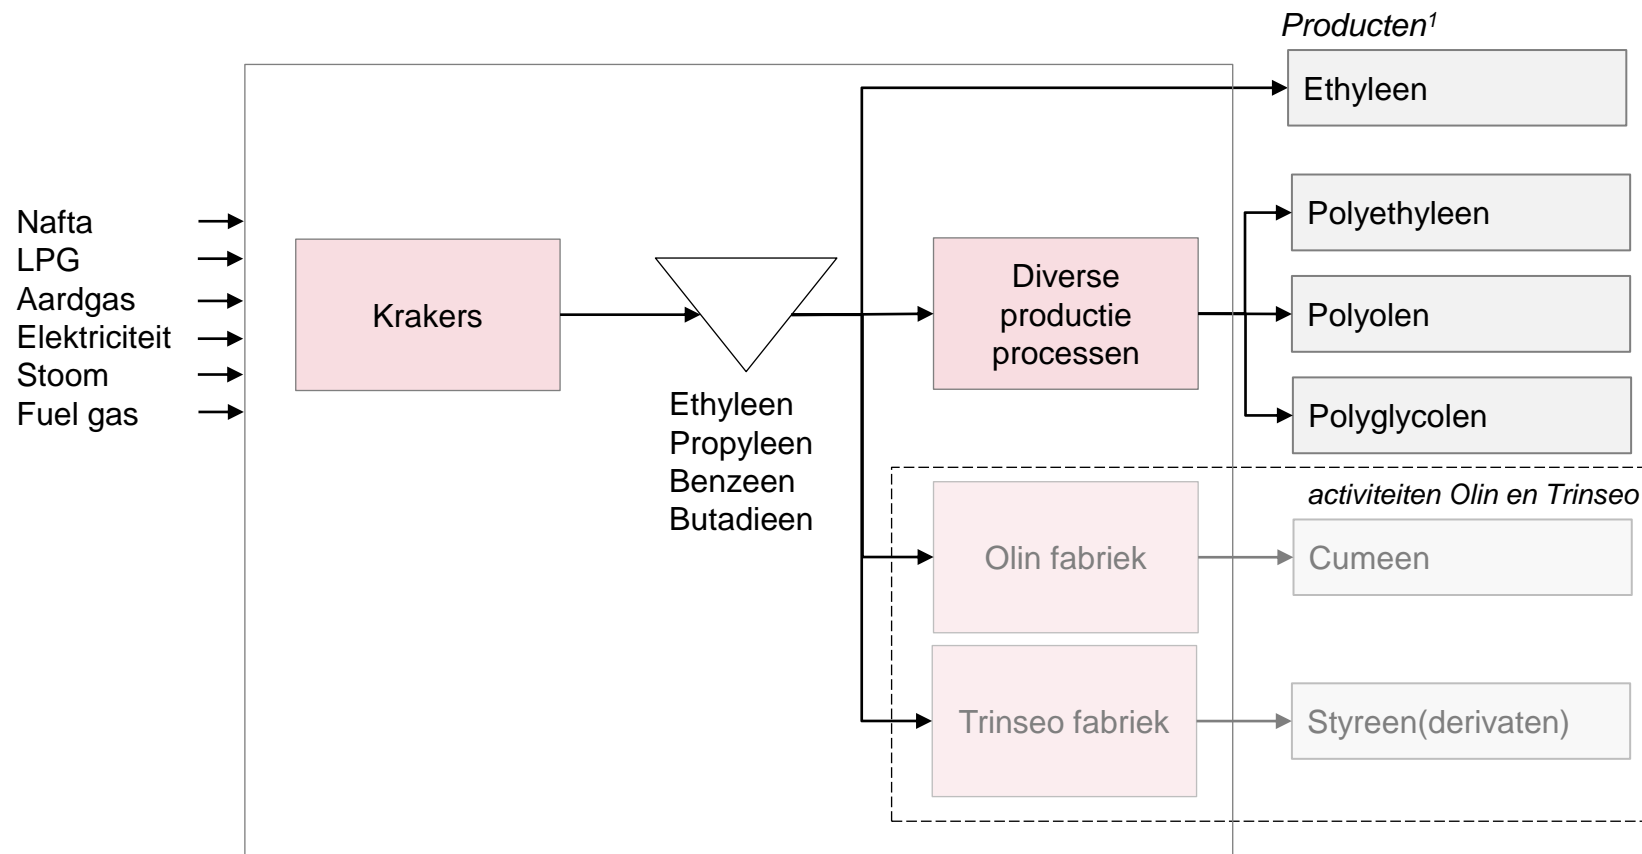 Producten¹
Ethyleen
Nafta
LPG
Aardgas
Elektriciteit
Stoom
Fuel gas
Krakers
Ethyleen
Propyleen
Benzeen
Butadieen
Diverse
productie
processen
Polyethyleen
Polyolen
Polyglycolen
activiteiten Olin en Trinseo
Olin fabriek
Cumeen
Trinseo fabriek
Styreen(derivaten)